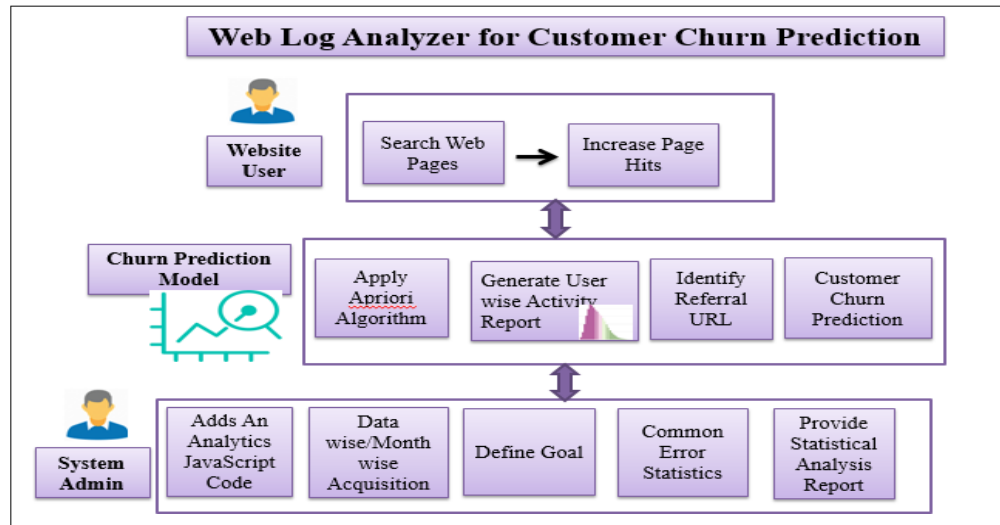 Web Log Analyzer for Customer Churn Prediction
Website
User
Search Web
Pages
Increase Page
Hits
Churn Prediction
Model
Apply
Apriori
Algorithm
Generate User
wise Activity
Report
Identify
Referral
URL
Customer
Churn
Prediction
System
Admin
Adds An
Analytics
JavaScript
Code
Data
wise/Month
wise
Acquisition
Define Goal
Common
Error
Statistics
Provide
Statistical
Analysis
Report